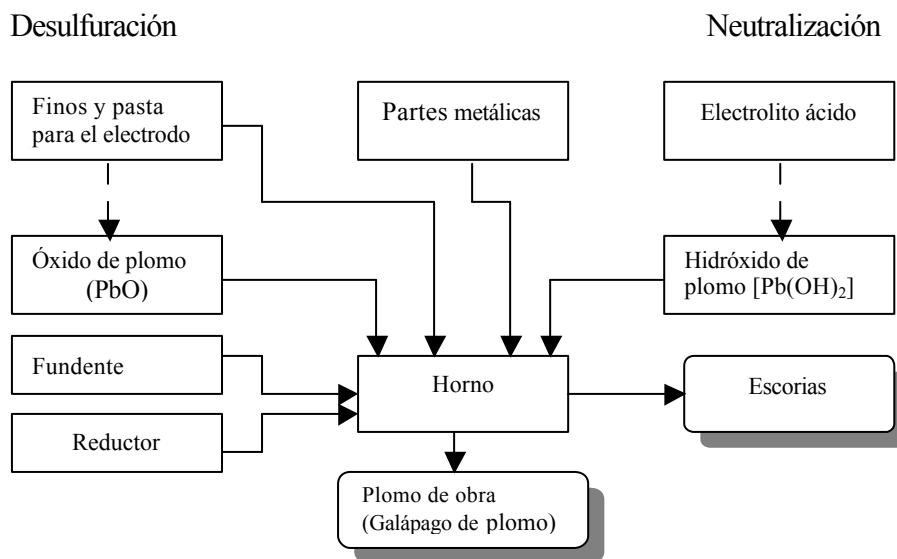 Desulfuración
Neutralización
Finos y pasta
para el electrodo
Partes metálicas
Electrolito ácido
Óxido de plomo
(PbO)
Hidróxido de
plomo [Pb(OH)₂]
Fundente
Horno
Escorias
Reductor
Plomo de obra
(Galápago de plomo)